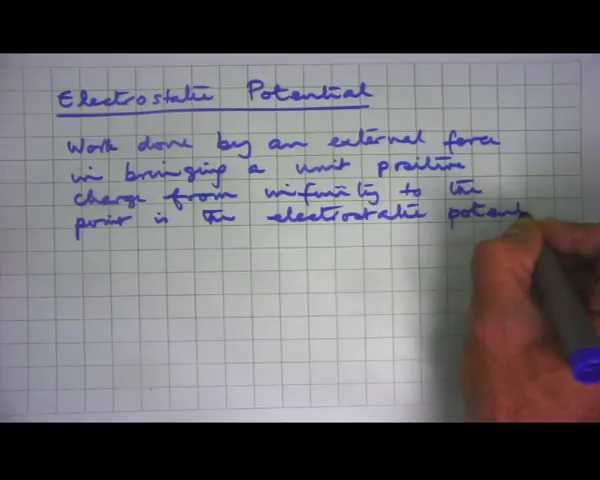 Electrostatic Potential
Work done by an external force
in bringing a unit positive
charge from infinity to the
point is the electrostatic potent